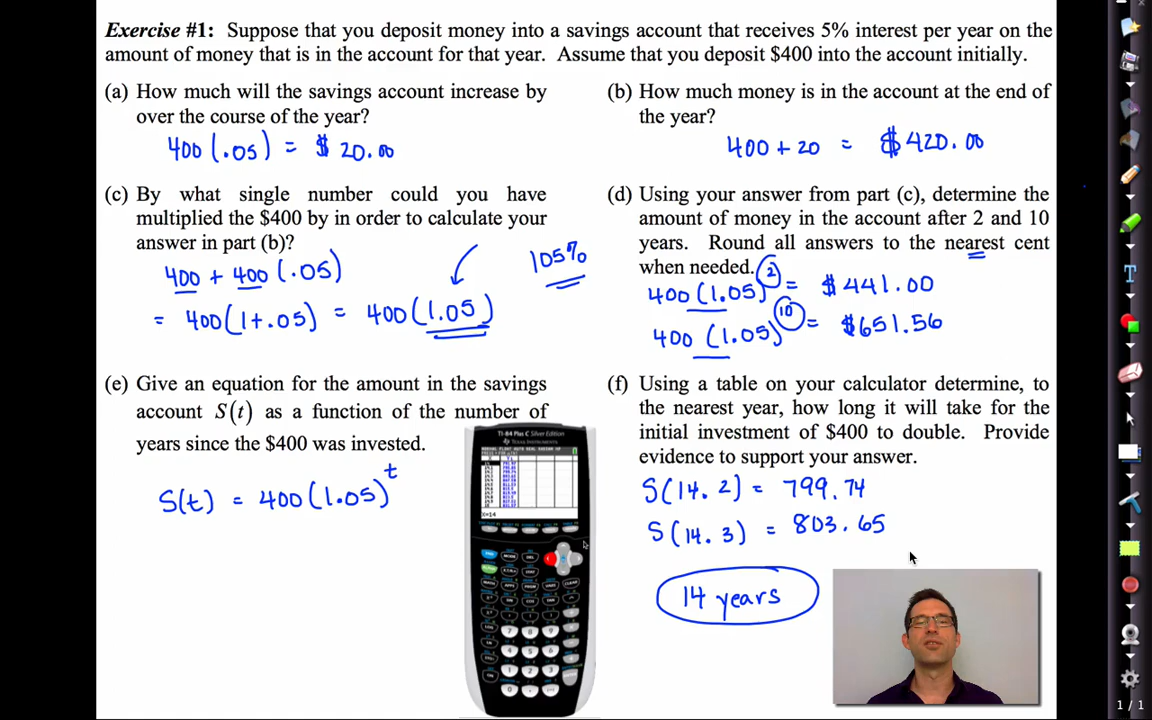 Exercise #1: Suppose that you deposit money into a savings account that receives 5% interest per year on the
amount of money that is in the account for that year. Assume that you deposit $400 into the account initially.
(a) How much will the savings account increase by
over the course of the year?
400 (.05) = $ 20.00
(b) How much money is in the account at the end of
the year?
400 + 20 = $420.00
(c) By what single number could you have
multiplied the $400 by in order to calculate your
answer in part (b)?
400 + 400 (.05)
= 400 (1+.05) = 400 (1.05)
105%
(d) Using your answer from part (c), determine the
amount of money in the account after 2 and 10
years. Round all answers to the nearest cent
when needed.
400 (1.05)^2 = $441.00
400 (1.05)^10 = $651.56
(e) Give an equation for the amount in the savings
account S(t) as a function of the number of
years since the $400 was invested.
S(t) = 400 (1.05)^t
(f) Using a table on your calculator determine, to
the nearest year, how long it will take for the
initial investment of $400 to double. Provide
evidence to support your answer.
S(14.2) = 799.74
S(14.3) = 803.65
14 years
TI-84 Plus C Silver Edition
TEXAS INSTRUMENTS
X=14
T
1 / 1